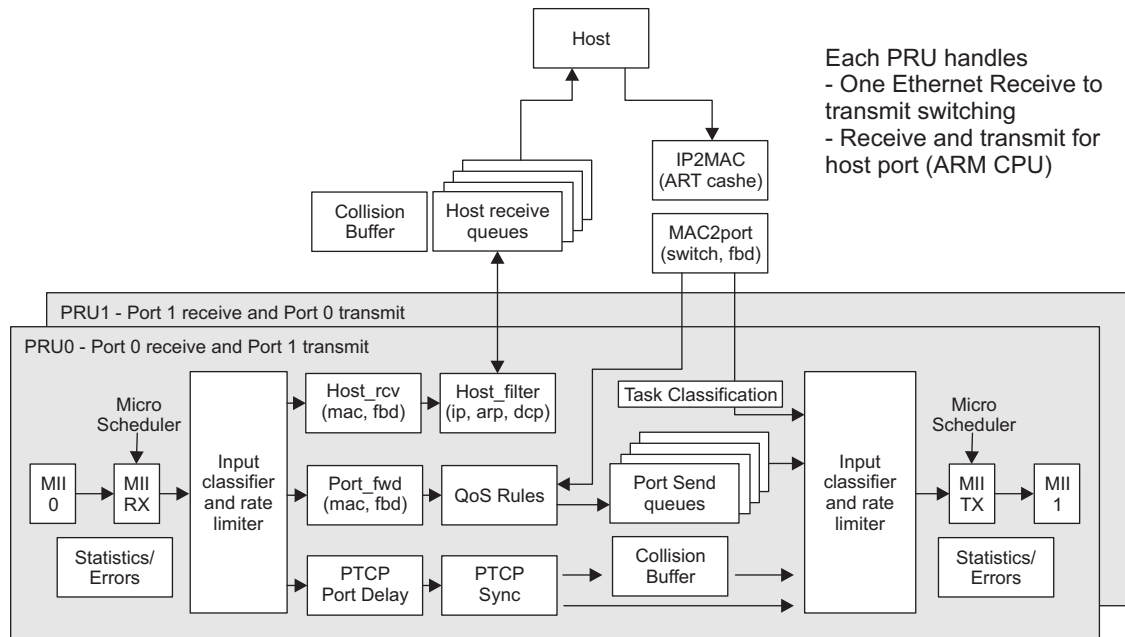 Host
Each PRU handles
- One Ethernet Receive to
transmit switching
- Receive and transmit for
host port (ARM CPU)
IP2MAC
(ART cashe)
Collision
Buffer
Host receive
queues
MAC2port
(switch, fbd)
PRU1 - Port 1 receive and Port 0 transmit
PRU0 - Port 0 receive and Port 1 transmit
Micro
Scheduler
MII
0
MII
RX
Statistics/
Errors
Input
classifier
and rate
limiter
Host_rcv
(mac, fbd)
Host_filter
(ip, arp, dcp)
Port_fwd
(mac, fbd)
QoS Rules
PTCP
Port Delay
PTCP
Sync
Task Classification
Port Send
queues
Collision
Buffer
Input
classifier
and rate
limiter
Micro
Scheduler
MII
TX
MII
1
Statistics/
Errors